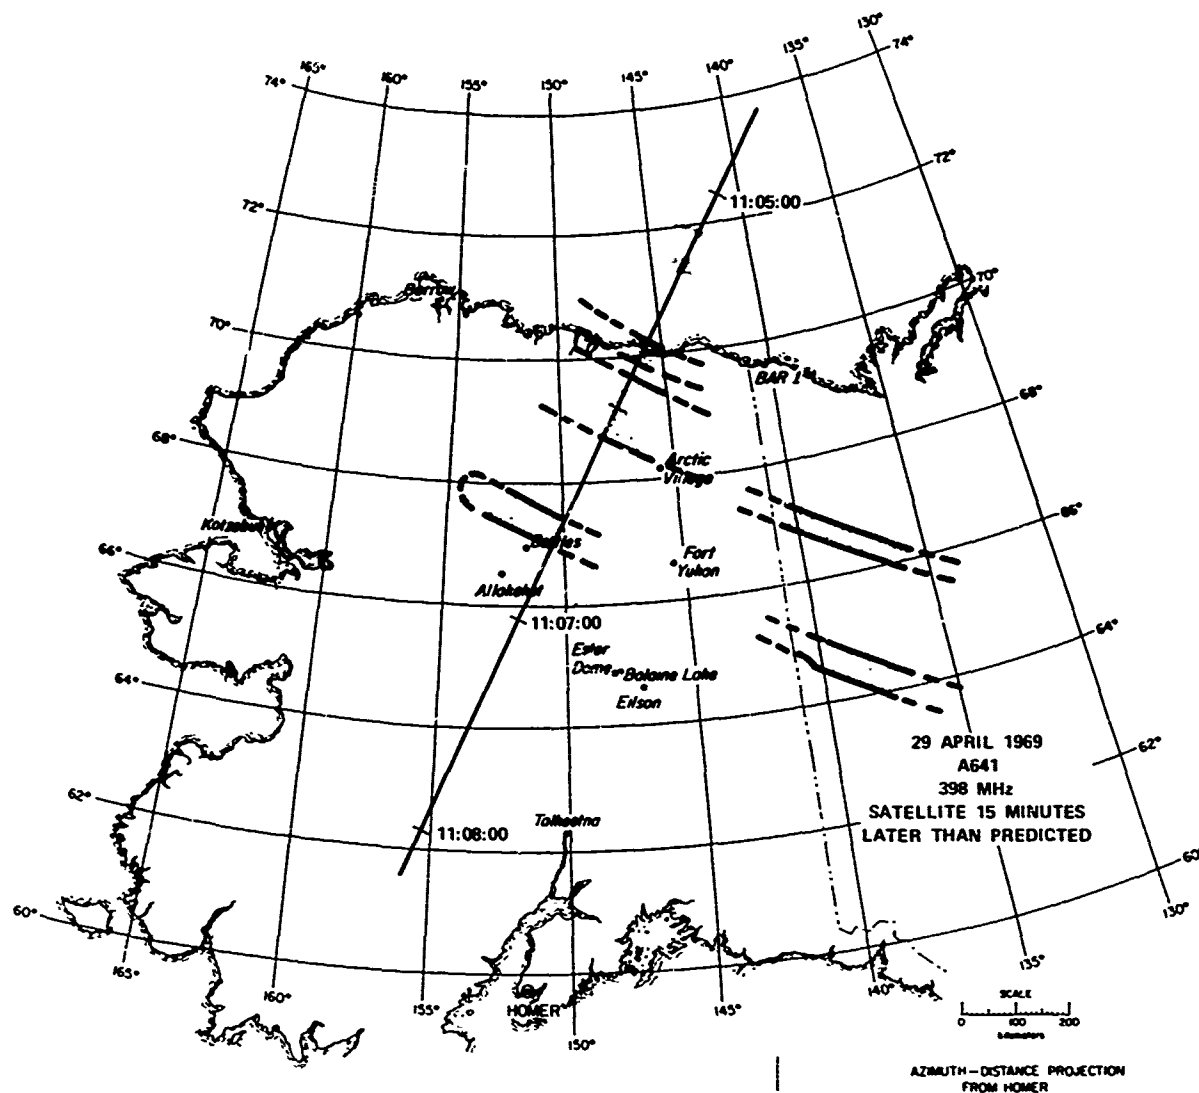 130°
135°
74°
140°
145°
150°
155°
160°
165°
74°
72°
11:05:00
72°
70°
Barrow
70°
BAR 1
68°
68°
Arctic
Village
66°
Kotzebue
66°
Bettles
Fort
Yukon
Allakaket
11:07:00
64°
Ester
Dome
Balaine Lake
Eilson
64°
29 APRIL 1969
A641
62°
398 MHz
SATELLITE 15 MINUTES
LATER THAN PREDICTED
62°
Talkeetna
11:08:00
60°
60°
130°
165°
160°
155°
HOMER
150°
145°
140°
135°
SCALE
0 100 200
kilometers
AZIMUTH-DISTANCE PROJECTION
FROM HOMER